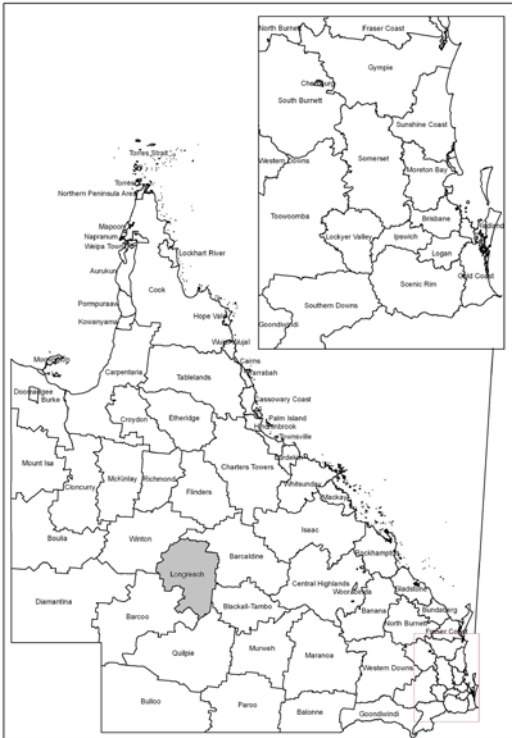 North Burnett
Fraser Coast
Gympie
Cherbourg
South Burnett
Sunshine Coast
Western Downs
Somerset
Moreton Bay
Toowoomba
Brisbane
Redland
Lockyer Valley
Ipswich
Logan
Gold Coast
Scenic Rim
Southern Downs
Goondiwindi
Torres Strait
Torres
Northern Peninsula Area
Mapoon
Napranum
Weipa Town
Lockhart River
Aurukun
Cook
Pormpuraaw
Hope Vale
Kowanyama
Wujal Wujal
Cairns
Yarrabah
Mornington
Carpentaria
Tablelands
Doomadgee
Burke
Cassowary Coast
Croydon
Etheridge
Palm Island
Hinchinbrook
Townsville
Burdekin
Mount Isa
Cloncurry
McKinlay
Richmond
Charters Towers
Flinders
Whitsunday
Mackay
Boulia
Winton
Isaac
Barcaldine
Rockhampton
Longreach
Central Highlands
Woorabinda
Gladstone
Diamantina
Barcoo
Blackall-Tambo
Banana
Bundaberg
North Burnett
Fraser Coast
Quilpie
Murweh
Maranoa
Western Downs
Bulloo
Paroo
Balonne
Goondiwindi